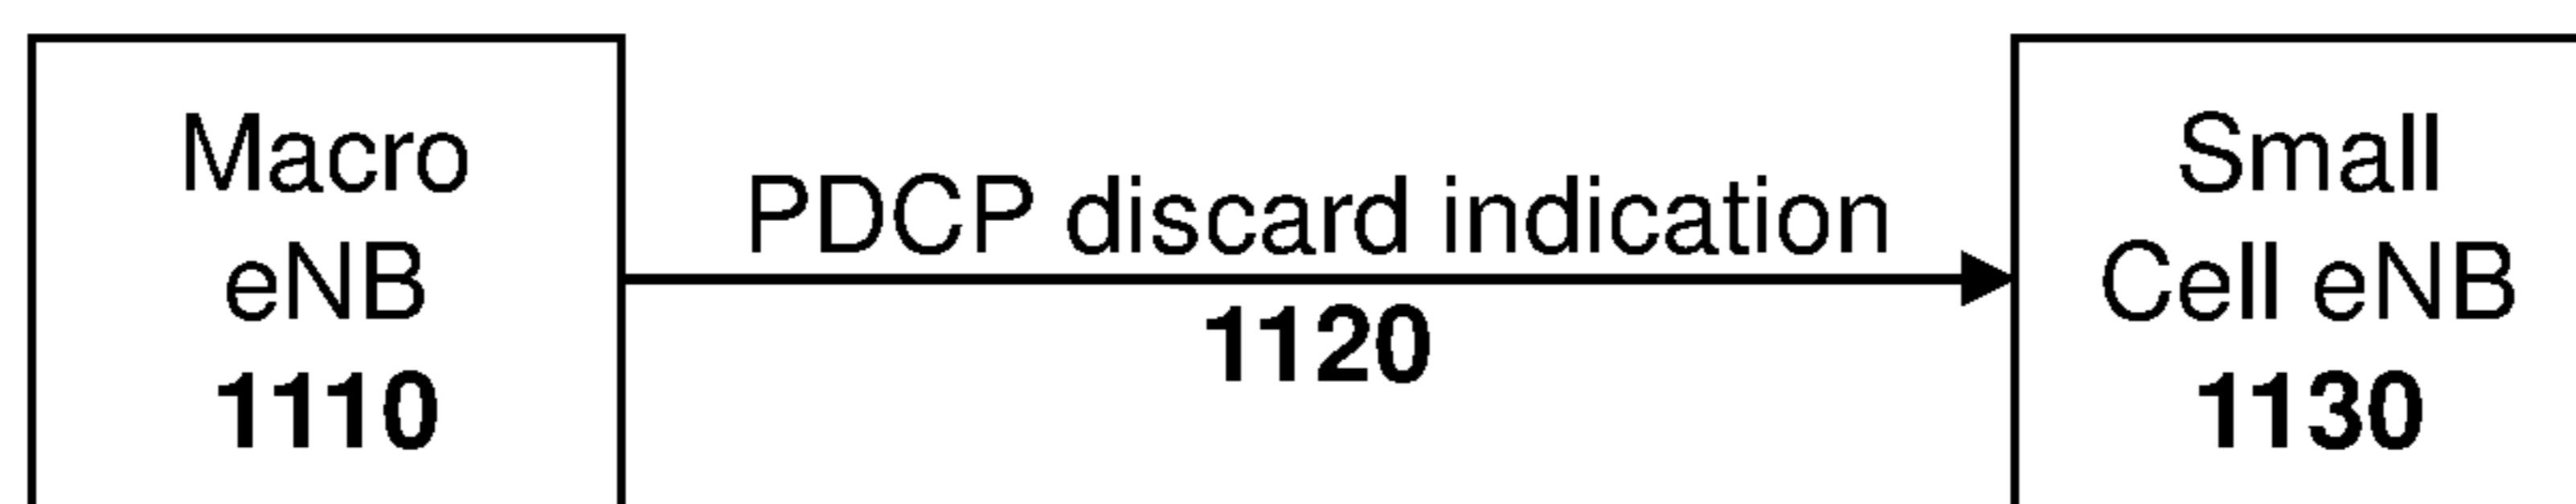 Macro
eNB
1110
PDCP discard indication
1120
Small
Cell eNB
1130